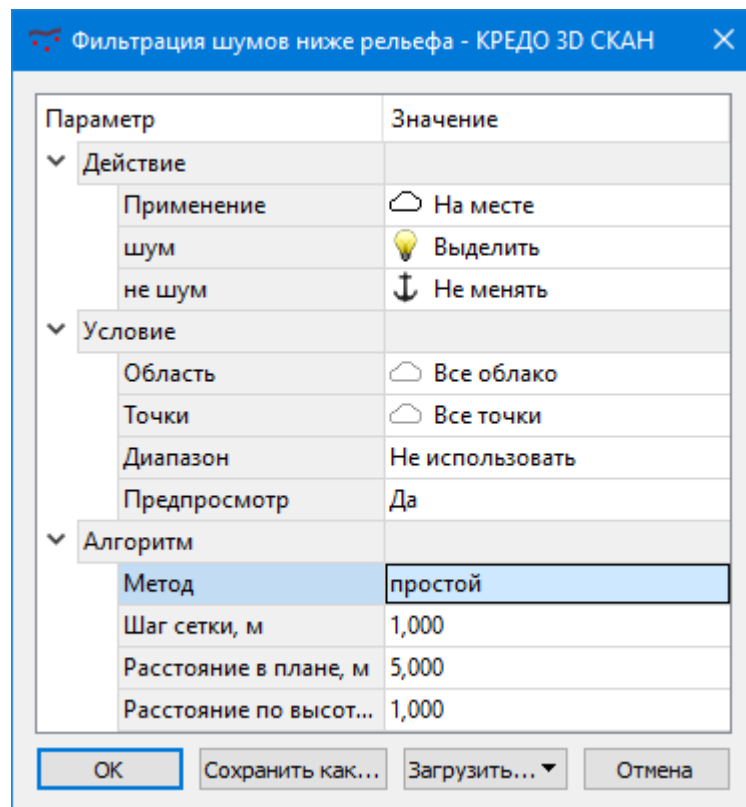 Фильтрация шумов ниже рельефа - КРЕДО 3D СКАН
Параметр Значение
Действие
Применение На месте
шум Выделить
не шум Не менять
Условие
Область Все облако
Точки Все точки
Диапазон Не использовать
Предпросмотр Да
Алгоритм
Метод простой
Шаг сетки, м 1,000
Расстояние в плане, м 5,000
Расстояние по высот... 1,000
OK Сохранить как... Загрузить... Отмена